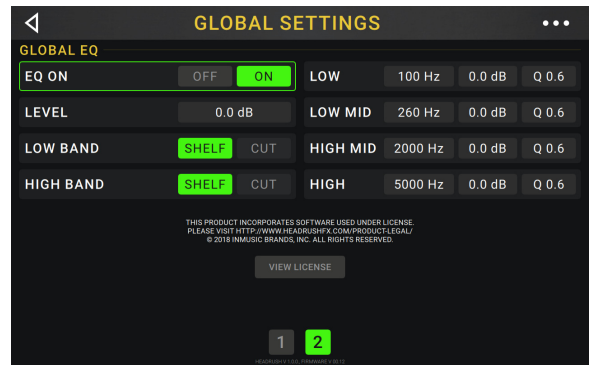 GLOBAL SETTINGS
GLOBAL EQ
EQ ON OFF ON LOW 100 Hz 0.0 dB Q 0.6
LEVEL 0.0 dB LOW MID 260 Hz 0.0 dB Q 0.6
LOW BAND SHELF CUT HIGH MID 2000 Hz 0.0 dB Q 0.6
HIGH BAND SHELF CUT HIGH 5000 Hz 0.0 dB Q 0.6
THIS PRODUCT INCORPORATES SOFTWARE USED UNDER LICENSE.
PLEASE VISIT HTTP://WWW.HEADRUSHFX.COM/PRODUCT-LEGAL/
© 2018 INMUSIC BRANDS, INC. ALL RIGHTS RESERVED.
VIEW LICENSE
1 2